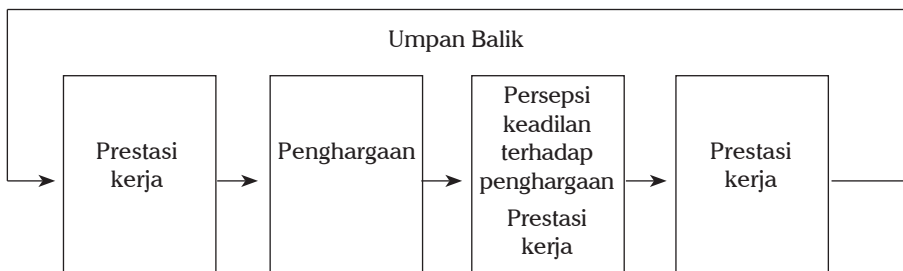 Umpan Balik
Prestasi
kerja
Penghargaan
Persepsi
keadilan
terhadap
penghargaan
Prestasi
kerja
Prestasi
kerja